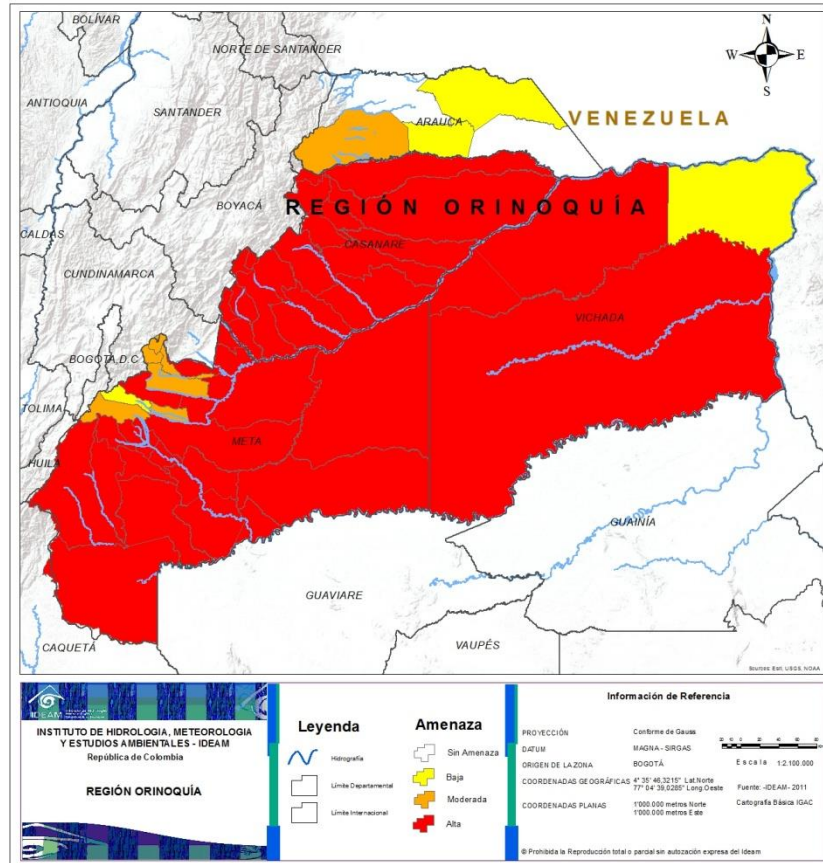 BOLÍVAR
NORTE DE SANTANDER
N
W E
S
ANTIOQUIA
SANTANDER
ARAUCA
VENEZUELA
BOYACÁ
REGIÓN ORINOQUÍA
CALDAS
CASANARE
CUNDINAMARCA
VICHADA
BOGOTÁ D.C
TOLIMA
META
HUILA
GUAINÍA
GUAVIARE
CAQUETÁ
VAUPÉS
Sources: Esri, USGS, NOAA
IDEAM
INSTITUTO DE HIDROLOGIA, METEOROLOGIA
Y ESTUDIOS AMBIENTALES - IDEAM
República de Colombia
REGIÓN ORINOQUÍA
Leyenda
Hidrografía
Límite Departamental
Límite Internacional
Amenaza
Sin Amenaza
Baja
Moderada
Alta
Información de Referencia
PROYECCIÓN Conforme de Gauss
DATUM MAGNA - SIRGAS
ORIGEN DE LA ZONA BOGOTÁ
Escala 1:2.100.000
COORDENADAS GEOGRÁFICAS 4° 35' 46,3215" Lat.Norte
77° 04' 39,0285" Long.Oeste
Fuente: -IDEAM- 2011
COORDENADAS PLANAS 1'000.000 metros Norte
1'000.000 metros Este
Cartografía Básica IGAC
© Prohibida la Reproducción total o parcial sin autozación expresa del Ideam